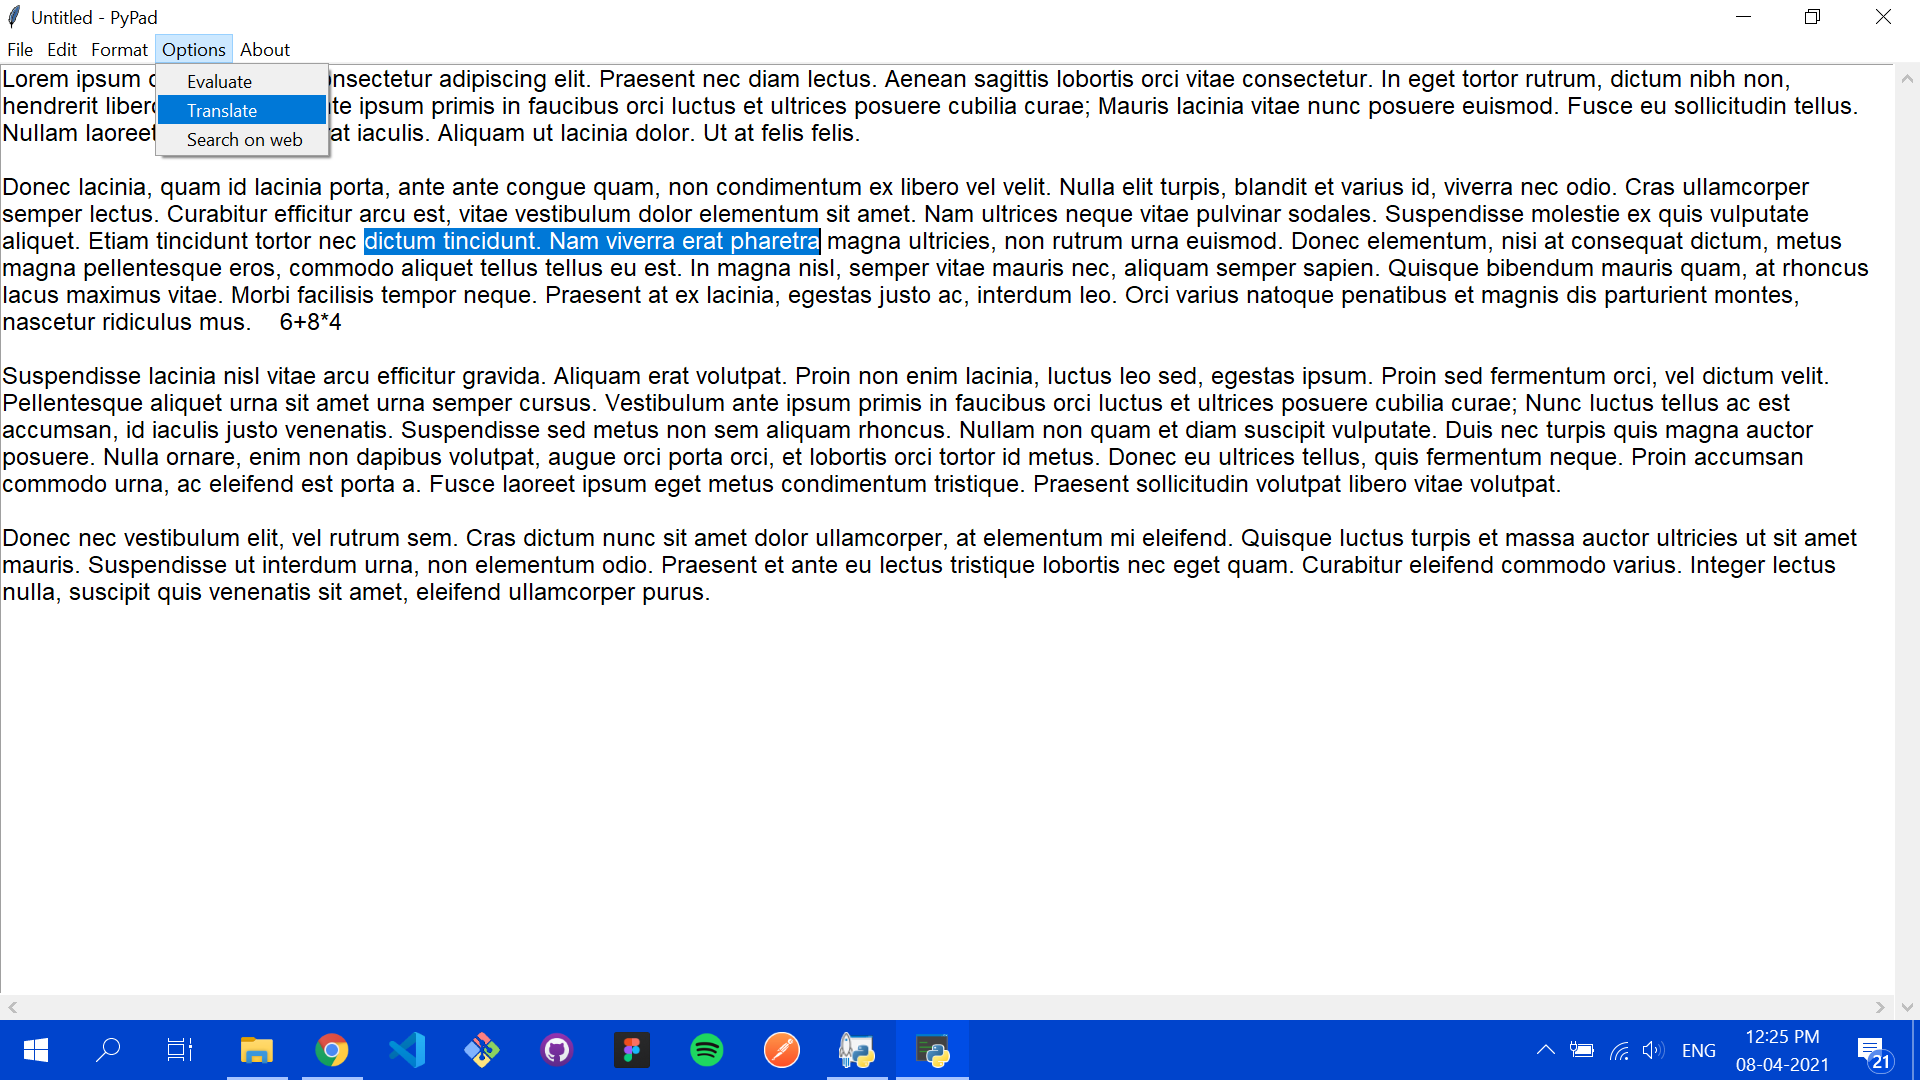 Untitled - PyPad
File Edit Format Options About
Evaluate
Translate
Search on web
Lorem ipsum nsectetur adipiscing elit. Praesent nec diam lectus. Aenean sagittis lobortis orci vitae consectetur. In eget tortor rutrum, dictum nibh non,
hendrerit liber te ipsum primis in faucibus orci luctus et ultrices posuere cubilia curae; Mauris lacinia vitae nunc posuere euismod. Fusce eu sollicitudin tellus.
Nullam laoreet at iaculis. Aliquam ut lacinia dolor. Ut at felis felis.
Donec lacinia, quam id lacinia porta, ante ante congue quam, non condimentum ex libero vel velit. Nulla elit turpis, blandit et varius id, viverra nec odio. Cras ullamcorper
semper lectus. Curabitur efficitur arcu est, vitae vestibulum dolor elementum sit amet. Nam ultrices neque vitae pulvinar sodales. Suspendisse molestie ex quis vulputate
aliquet. Etiam tincidunt tortor nec dictum tincidunt. Nam viverra erat pharetra magna ultricies, non rutrum urna euismod. Donec elementum, nisi at consequat dictum, metus
magna pellentesque eros, commodo aliquet tellus tellus eu est. In magna nisl, semper vitae mauris nec, aliquam semper sapien. Quisque bibendum mauris quam, at rhoncus
lacus maximus vitae. Morbi facilisis tempor neque. Praesent at ex lacinia, egestas justo ac, interdum leo. Orci varius natoque penatibus et magnis dis parturient montes,
nascetur ridiculus mus. 6+8*4
Suspendisse lacinia nisl vitae arcu efficitur gravida. Aliquam erat volutpat. Proin non enim lacinia, luctus leo sed, egestas ipsum. Proin sed fermentum orci, vel dictum velit.
Pellentesque aliquet urna sit amet urna semper cursus. Vestibulum ante ipsum primis in faucibus orci luctus et ultrices posuere cubilia curae; Nunc luctus tellus ac est
accumsan, id iaculis justo venenatis. Suspendisse sed metus non sem aliquam rhoncus. Nullam non quam et diam suscipit vulputate. Duis nec turpis quis magna auctor
posuere. Nulla ornare, enim non dapibus volutpat, augue orci porta orci, et lobortis orci tortor id metus. Donec eu ultrices tellus, quis fermentum neque. Proin accumsan
commodo urna, ac eleifend est porta a. Fusce laoreet ipsum eget metus condimentum tristique. Praesent sollicitudin volutpat libero vitae volutpat.
Donec nec vestibulum elit, vel rutrum sem. Cras dictum nunc sit amet dolor ullamcorper, at elementum mi eleifend. Quisque luctus turpis et massa auctor ultricies ut sit amet
mauris. Suspendisse ut interdum urna, non elementum odio. Praesent et ante eu lectus tristique lobortis nec eget quam. Curabitur eleifend commodo varius. Integer lectus
nulla, suscipit quis venenatis sit amet, eleifend ullamcorper purus.
ENG
12:25 PM
08-04-2021
21